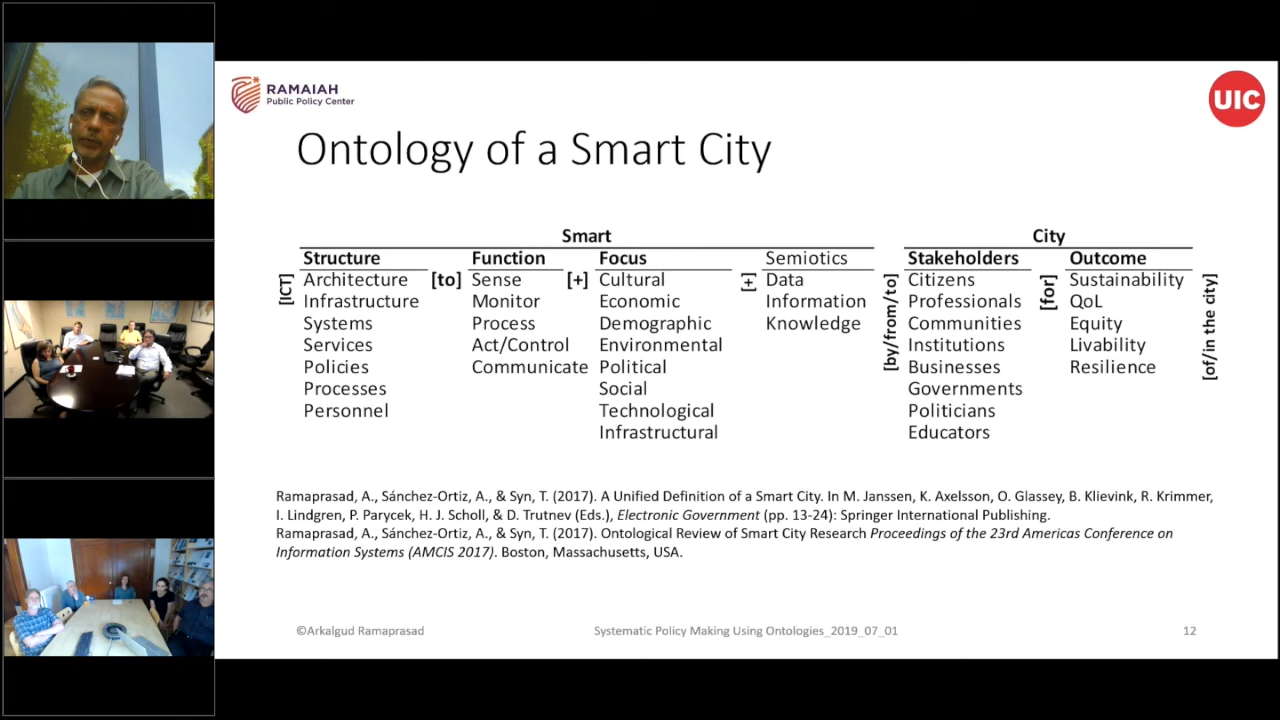 RAMAIAH
Public Policy Center
UIC
Ontology of a Smart City
Smart City
Structure Function Focus Semiotics Stakeholders Outcome
[ICT] Architecture [to] Sense [+] Cultural [+] Data [by/from/to] Citizens [for] Sustainability [of/in the city]
Infrastructure Monitor Economic Information Professionals QoL
Systems Process Demographic Knowledge Communities Equity
Services Act/Control Environmental Institutions Livability
Policies Communicate Political Businesses Resilience
Processes Social Governments
Personnel Technological Politicians
Infrastructural Educators
Ramaprasad, A., Sánchez-Ortiz, A., & Syn, T. (2017). A Unified Definition of a Smart City. In M. Janssen, K. Axelsson, O. Glassey, B. Klievink, R. Krimmer,
I. Lindgren, P. Parycek, H. J. Scholl, & D. Trutnev (Eds.), Electronic Government (pp. 13-24): Springer International Publishing.
Ramaprasad, A., Sánchez-Ortiz, A., & Syn, T. (2017). Ontological Review of Smart City Research Proceedings of the 23rd Americas Conference on
Information Systems (AMCIS 2017). Boston, Massachusetts, USA.
©Arkalgud Ramaprasad Systematic Policy Making Using Ontologies_2019_07_01 12